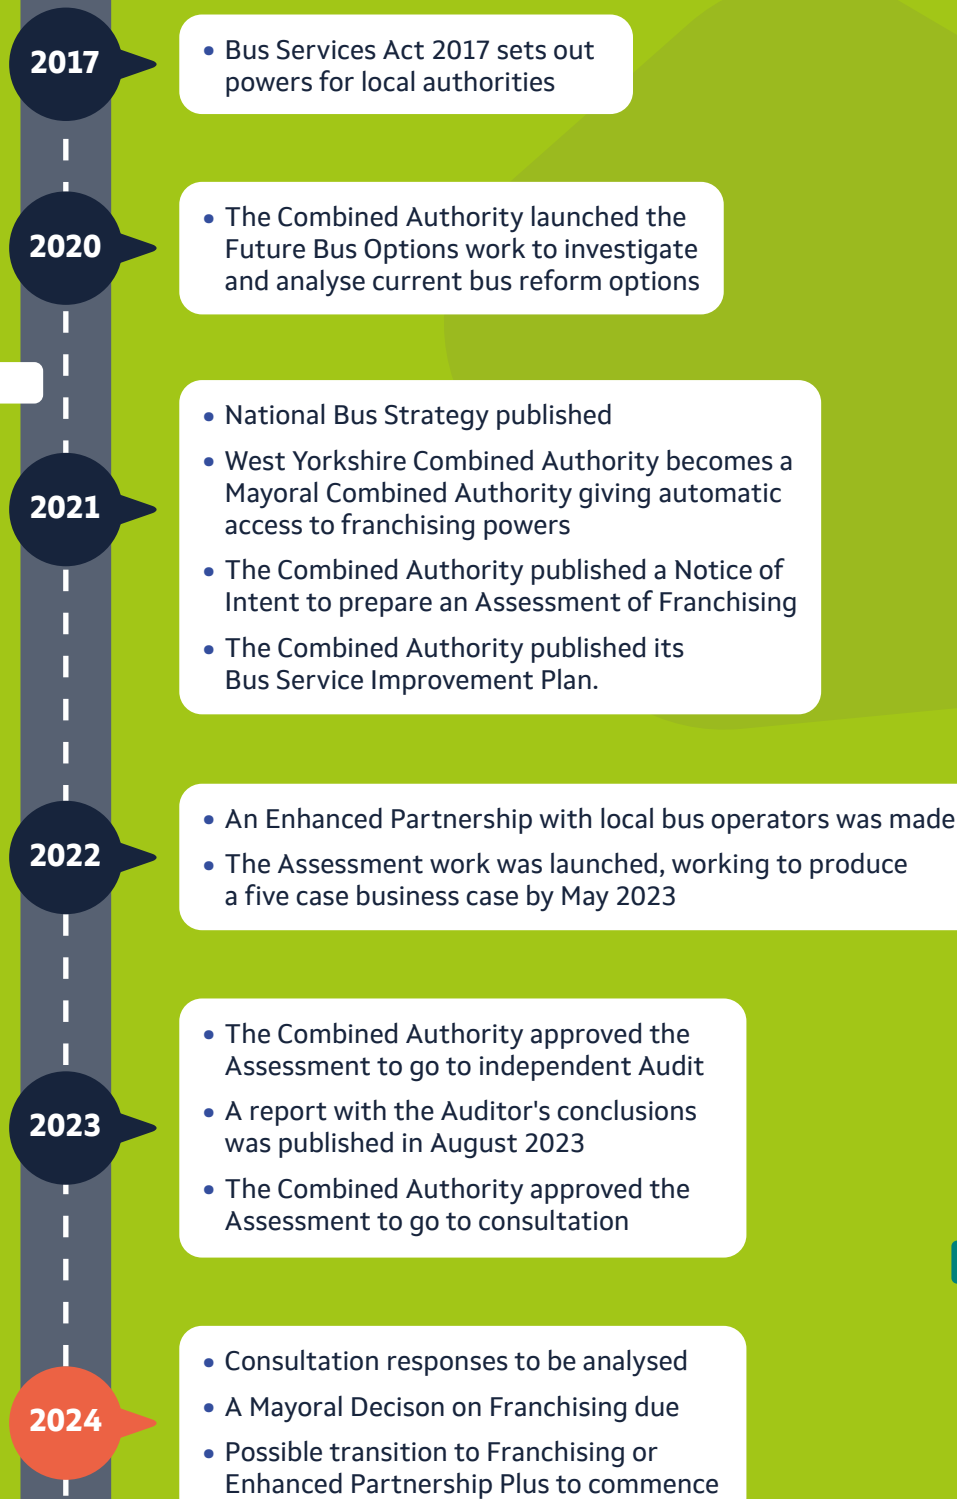 2017
• Bus Services Act 2017 sets out
powers for local authorities
2020
• The Combined Authority launched the
Future Bus Options work to investigate
and analyse current bus reform options
2021
• National Bus Strategy published
• West Yorkshire Combined Authority becomes a
Mayoral Combined Authority giving automatic
access to franchising powers
• The Combined Authority published a Notice of
Intent to prepare an Assessment of Franchising
• The Combined Authority published its
Bus Service Improvement Plan.
2022
• An Enhanced Partnership with local bus operators was made
• The Assessment work was launched, working to produce
a five case business case by May 2023
2023
• The Combined Authority approved the
Assessment to go to independent Audit
• A report with the Auditor's conclusions
was published in August 2023
• The Combined Authority approved the
Assessment to go to consultation
2024
• Consultation responses to be analysed
• A Mayoral Decison on Franchising due
• Possible transition to Franchising or
Enhanced Partnership Plus to commence